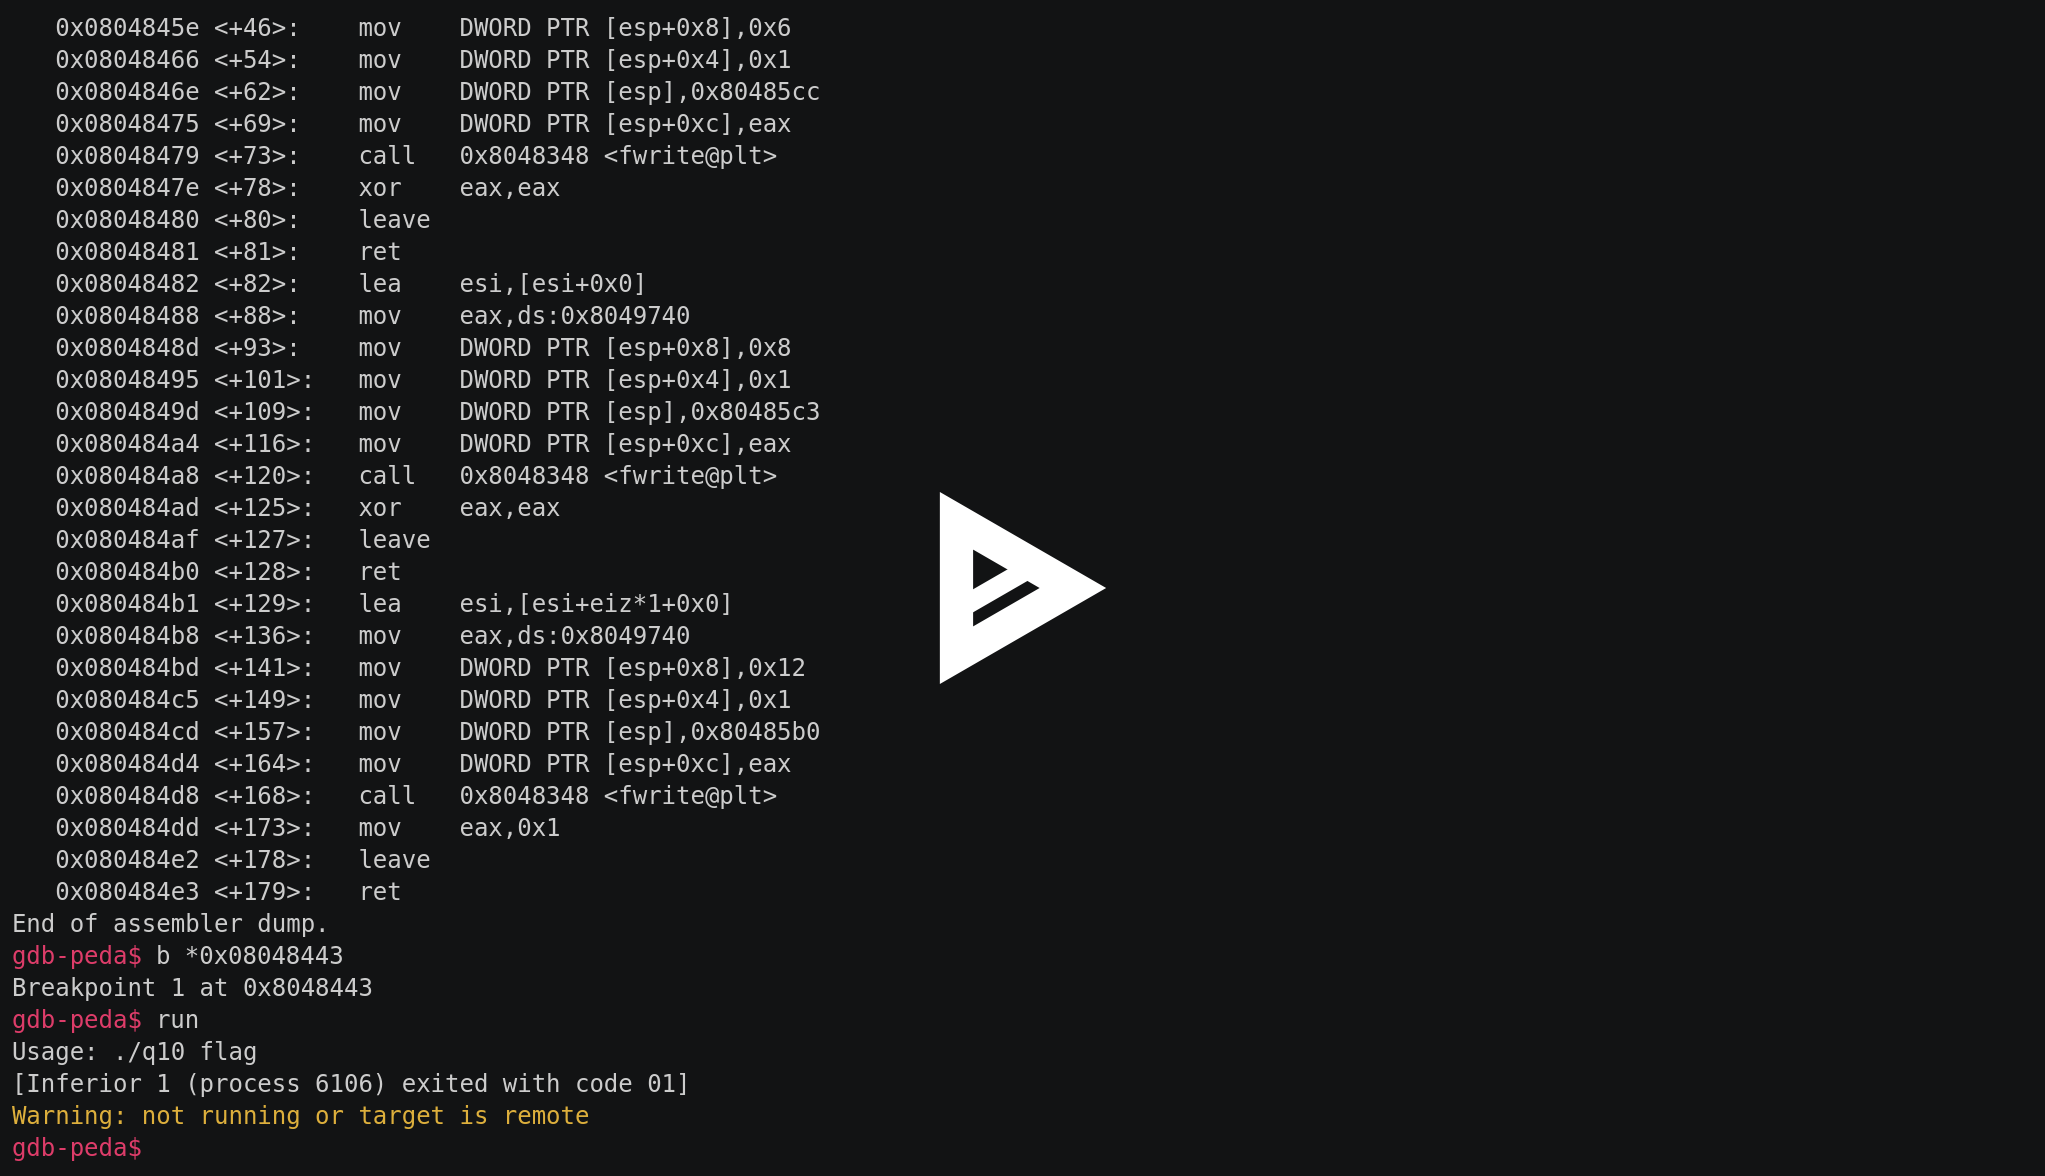 0x0804845e <+46>:    mov    DWORD PTR [esp+0x8],0x6
0x08048466 <+54>:    mov    DWORD PTR [esp+0x4],0x1
0x0804846e <+62>:    mov    DWORD PTR [esp],0x80485cc
0x08048475 <+69>:    mov    DWORD PTR [esp+0xc],eax
0x08048479 <+73>:    call   0x8048348 <fwrite@plt>
0x0804847e <+78>:    xor    eax,eax
0x08048480 <+80>:    leave
0x08048481 <+81>:    ret
0x08048482 <+82>:    lea    esi,[esi+0x0]
0x08048488 <+88>:    mov    eax,ds:0x8049740
0x0804848d <+93>:    mov    DWORD PTR [esp+0x8],0x8
0x08048495 <+101>:   mov    DWORD PTR [esp+0x4],0x1
0x0804849d <+109>:   mov    DWORD PTR [esp],0x80485c3
0x080484a4 <+116>:   mov    DWORD PTR [esp+0xc],eax
0x080484a8 <+120>:   call   0x8048348 <fwrite@plt>
0x080484ad <+125>:   xor    eax,eax
0x080484af <+127>:   leave
0x080484b0 <+128>:   ret
0x080484b1 <+129>:   lea    esi,[esi+eiz*1+0x0]
0x080484b8 <+136>:   mov    eax,ds:0x8049740
0x080484bd <+141>:   mov    DWORD PTR [esp+0x8],0x12
0x080484c5 <+149>:   mov    DWORD PTR [esp+0x4],0x1
0x080484cd <+157>:   mov    DWORD PTR [esp],0x80485b0
0x080484d4 <+164>:   mov    DWORD PTR [esp+0xc],eax
0x080484d8 <+168>:   call   0x8048348 <fwrite@plt>
0x080484dd <+173>:   mov    eax,0x1
0x080484e2 <+178>:   leave
0x080484e3 <+179>:   ret
End of assembler dump.
gdb-peda$ b *0x08048443
Breakpoint 1 at 0x8048443
gdb-peda$ run
Usage: ./q10 flag
[Inferior 1 (process 6106) exited with code 01]
Warning: not running or target is remote
gdb-peda$